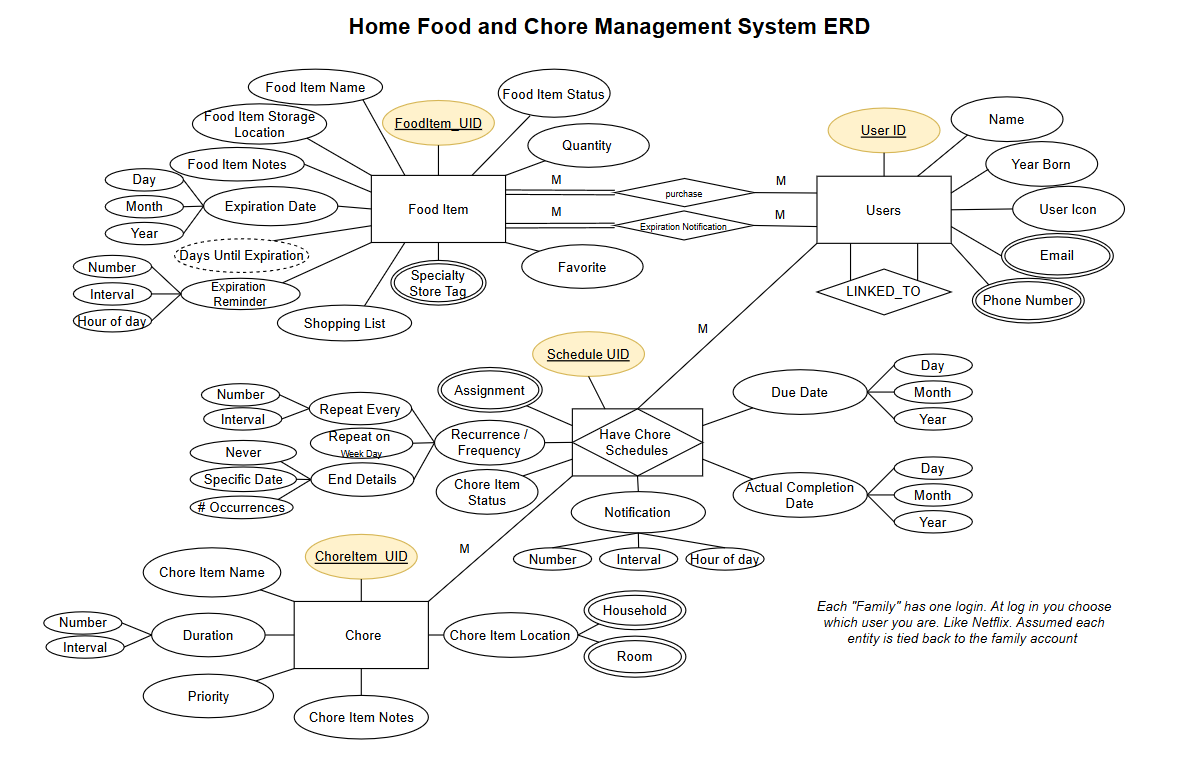 Home Food and Chore Management System ERD
Food Item Name
Food Item Status
FoodItem_UID
Food Item Storage
Location
Quantity
Food Item Notes
Day
Month
Year
Expiration Date
Food Item
Days Until Expiration
Number
Interval
Hour of day
Expiration
Reminder
Shopping List
Specialty
Store Tag
Favorite
M
purchase
M
M
Expiration Notification
M
User ID
Name
Year Born
Users
User Icon
Email
Phone Number
LINKED_TO
M
Schedule UID
Assignment
Number
Interval
Repeat Every
Repeat on
Week Day
Never
Specific Date
# Occurrences
End Details
Recurrence /
Frequency
Chore Item
Status
Have Chore
Schedules
Due Date
Day
Month
Year
Actual Completion
Date
Day
Month
Year
Notification
Number
Interval
Hour of day
M
ChoreItem_UID
Chore Item Name
Number
Interval
Duration
Chore
Priority
Chore Item Notes
Chore Item Location
Household
Room
Each "Family" has one login. At log in you choose
which user you are. Like Netflix. Assumed each
entity is tied back to the family account